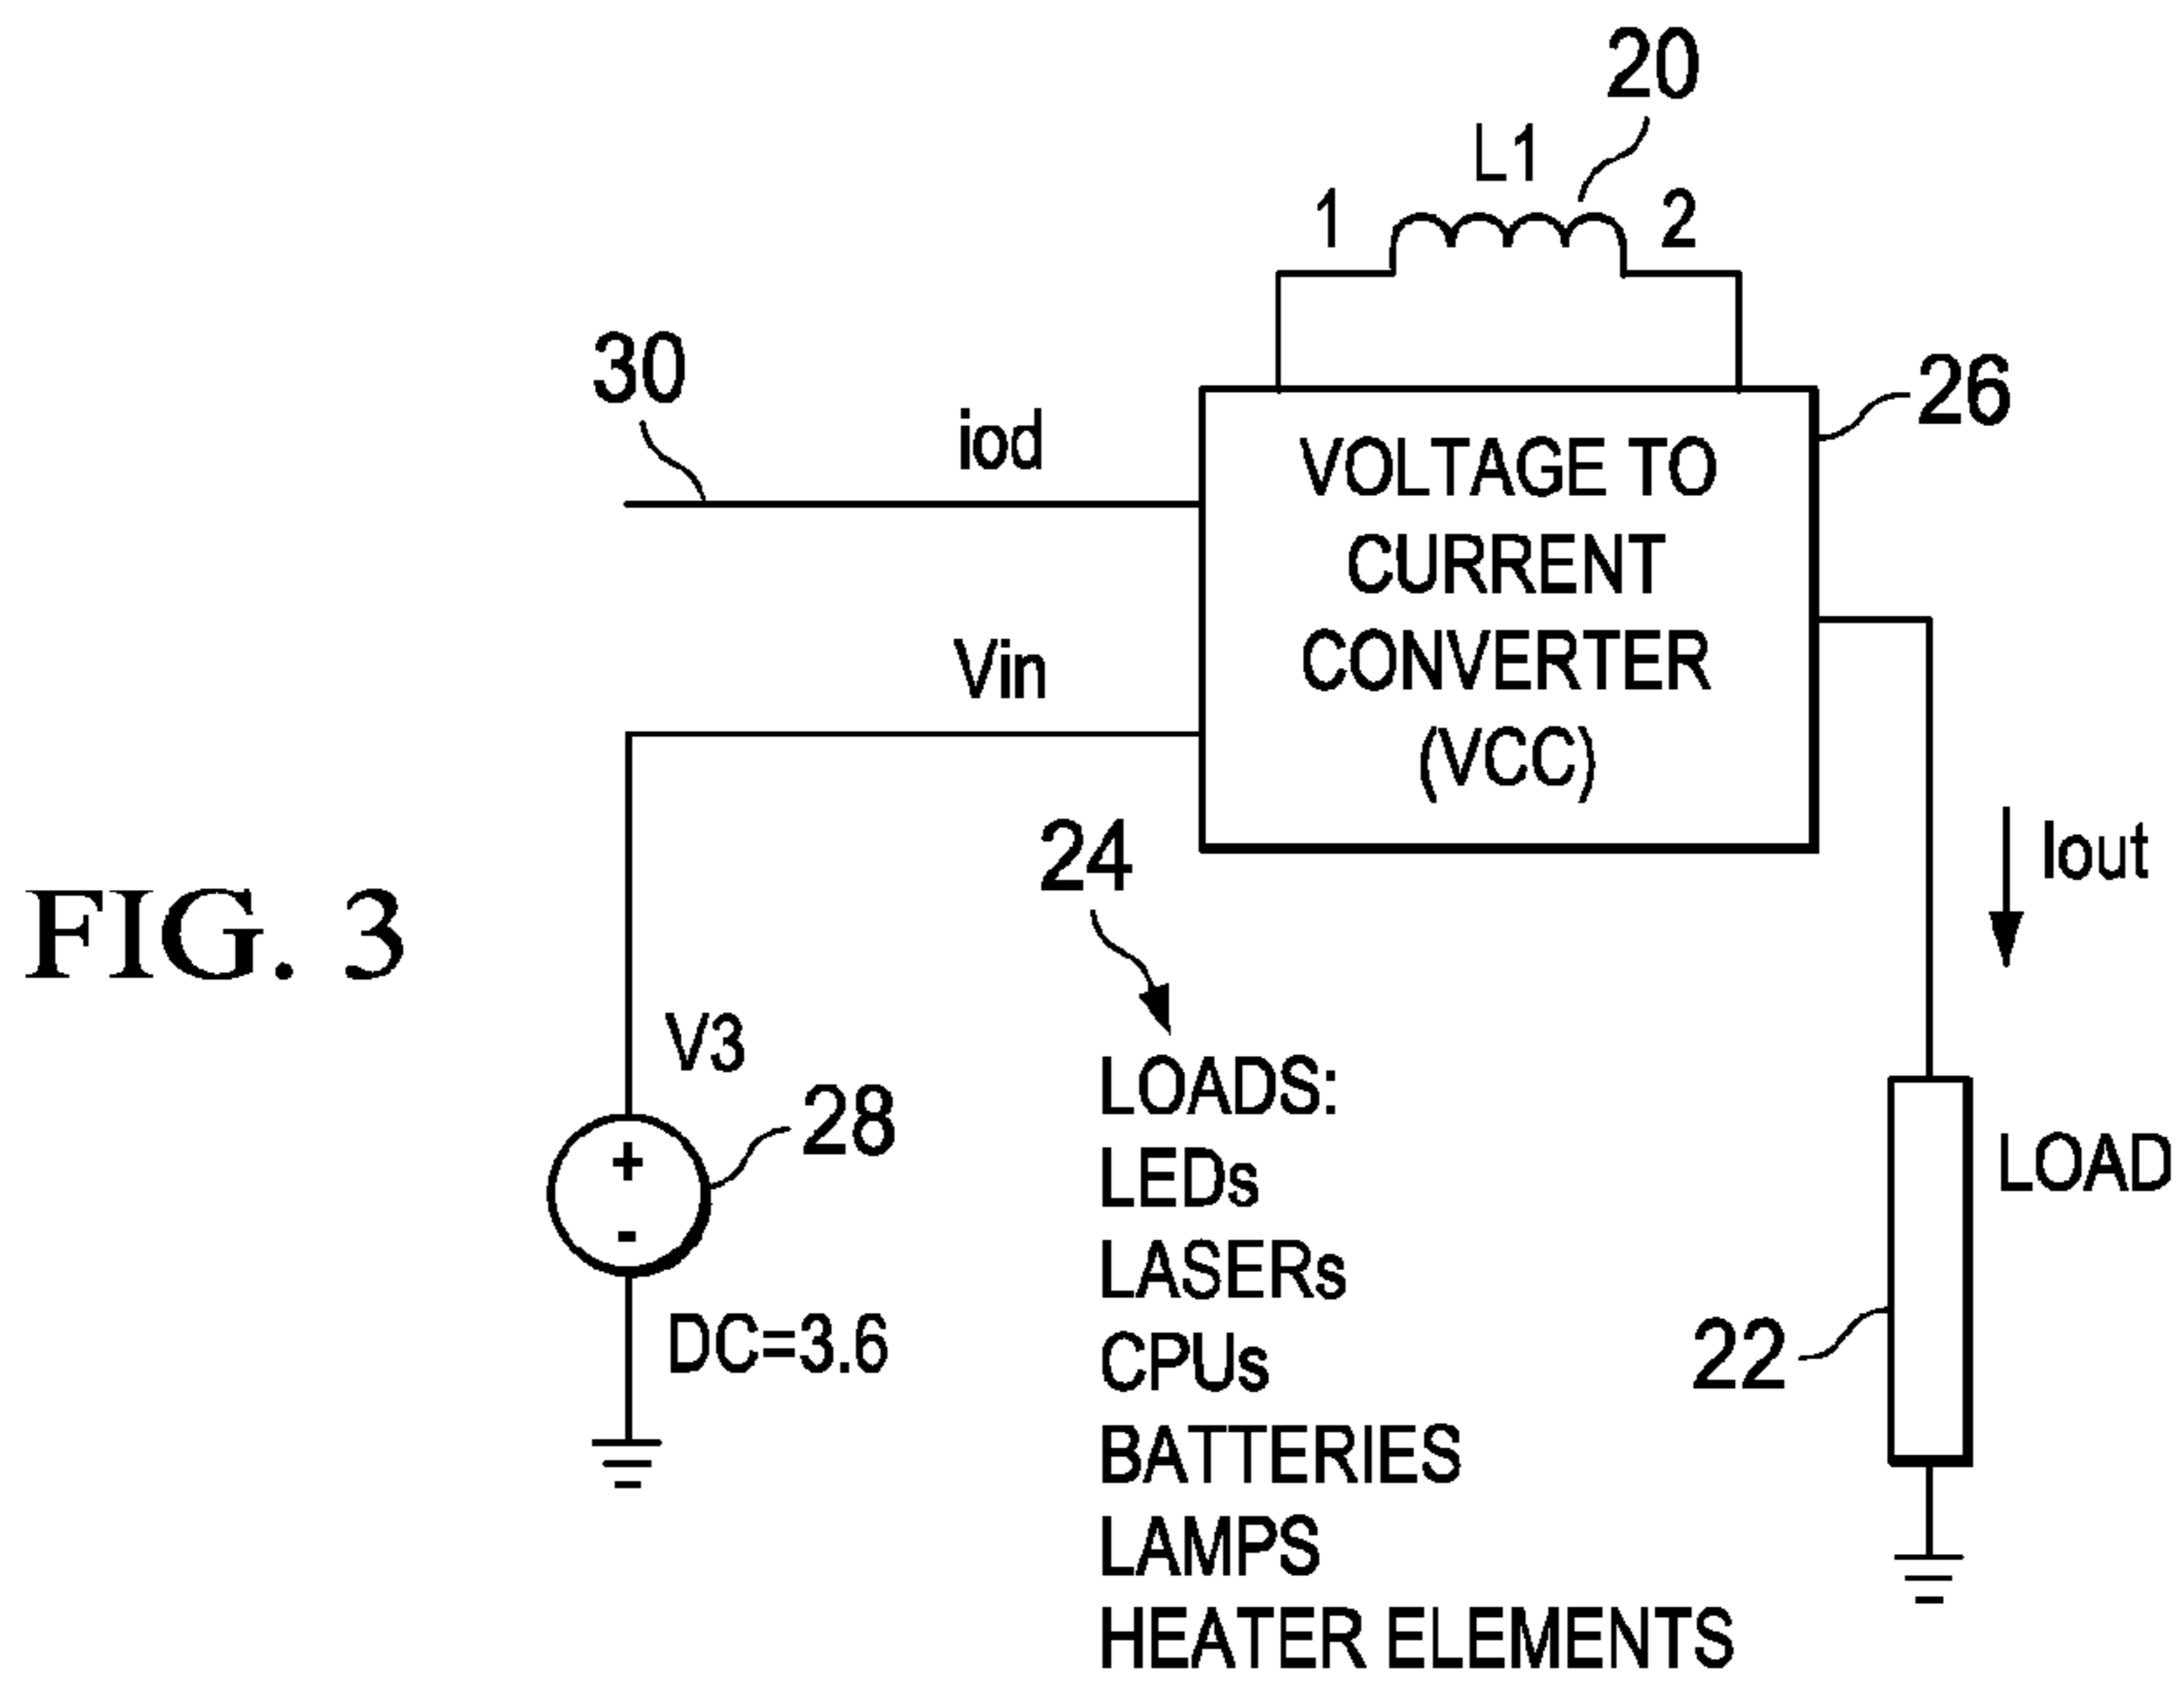 20
L1
1
2
30
iod
26
VOLTAGE TO
CURRENT
CONVERTER
(VCC)
Vin
24
Iout
FIG. 3
V3
28
+
-
DC=3.6
LOADS:
LEDs
LASERs
CPUs
BATTERIES
LAMPS
HEATER ELEMENTS
LOAD
22